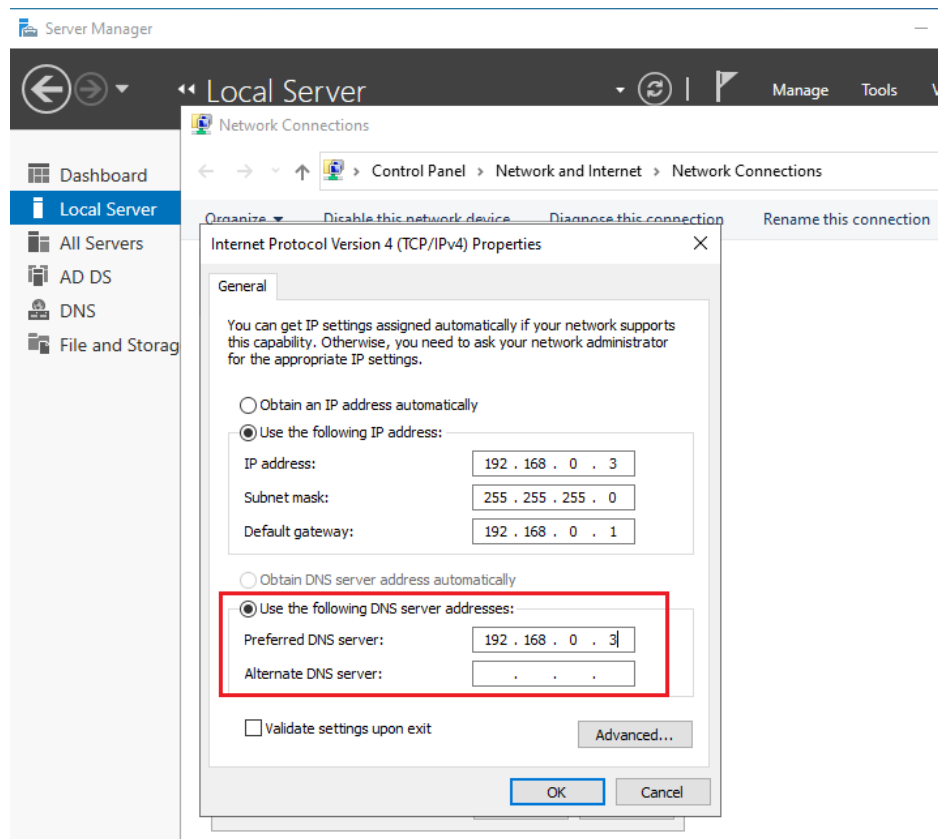 Server Manager
Local Server
Manage Tools
Network Connections
Control Panel > Network and Internet > Network Connections
Dashboard
Local Server
All Servers
AD DS
DNS
File and Storag
Organize Disable this network device Diagnose this connection Rename this connection
Internet Protocol Version 4 (TCP/IPv4) Properties
General
You can get IP settings assigned automatically if your network supports
this capability. Otherwise, you need to ask your network administrator
for the appropriate IP settings.
Obtain an IP address automatically
Use the following IP address:
IP address: 192 . 168 . 0 . 3
Subnet mask: 255 . 255 . 255 . 0
Default gateway: 192 . 168 . 0 . 1
Obtain DNS server address automatically
Use the following DNS server addresses:
Preferred DNS server: 192 . 168 . 0 . 3
Alternate DNS server: . . .
Validate settings upon exit
Advanced...
OK Cancel